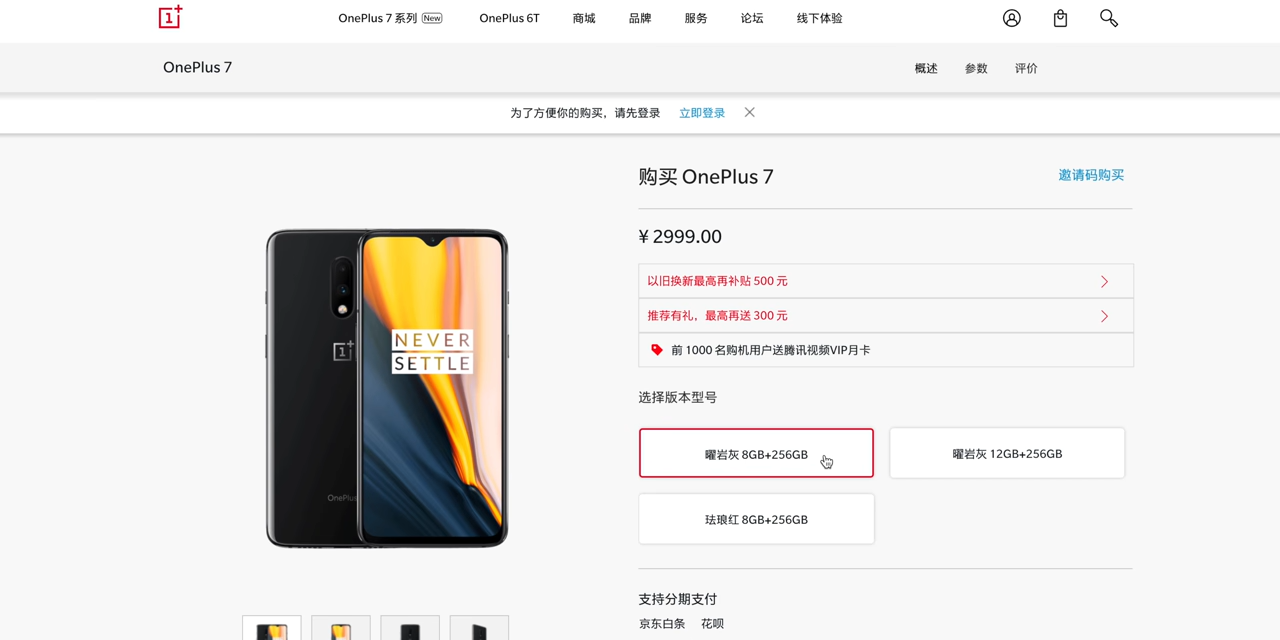 OnePlus 7 系列 New OnePlus 6T 商城 品牌 服务 论坛 线下体验
OnePlus 7 概述 参数 评价
为了方便你的购买，请先登录 立即登录
购买 OnePlus 7 邀请码购买
¥ 2999.00
以旧换新最高再补贴 500 元
推荐有礼，最高再送 300 元
前 1000 名购机用户送腾讯视频VIP月卡
选择版本型号
曜岩灰 8GB+256GB 曜岩灰 12GB+256GB
珐琅红 8GB+256GB
支持分期支付
京东白条 花呗
NEVER
SETTLE
OnePlus